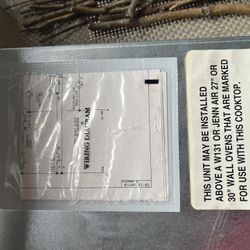 WIRING DIAGRAM
THIS UNIT MAY BE INSTALLED
ABOVE A W131 OR JENN AIR 27" OR
30" WALL OVENS THAT ARE MARKED
FOR USE WITH THIS COOKTOP.